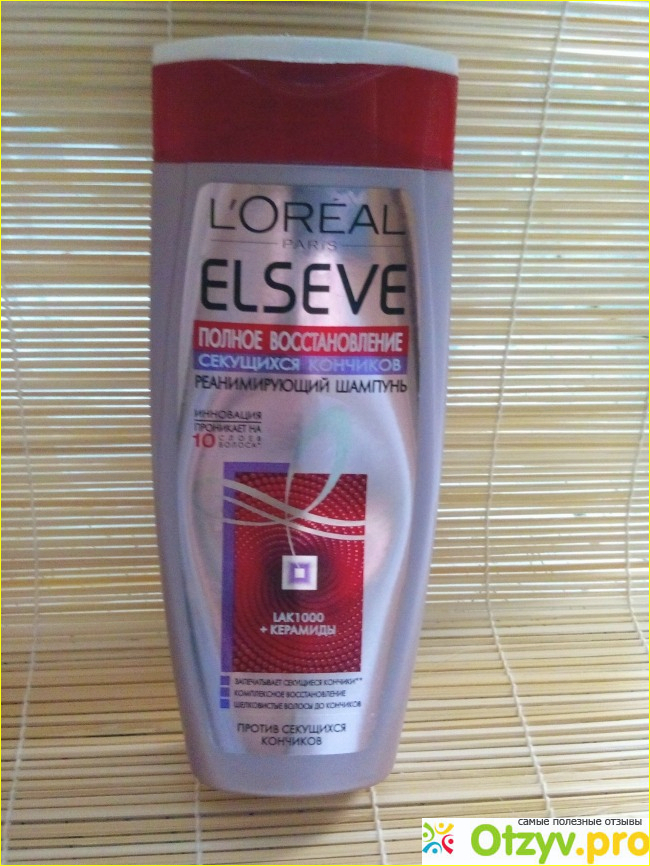 L'ORÉAL
PARIS
ELSEVE
ПОЛНОЕ ВОССТАНОВЛЕНИЕ
СЕКУЩИХСЯ КОНЧИКОВ
РЕАНИМИРУЮЩИЙ ШАМПУНЬ
ИННОВАЦИЯ
ПРОНИКАЕТ НА
10 СЛОЕВ
ВОЛОСА*
LAK1000
+ КЕРАМИДЫ
ЗАПЕЧАТЫВАЕТ СЕКУЩИЕСЯ КОНЧИКИ**
КОМПЛЕКСНОЕ ВОССТАНОВЛЕНИЕ
ШЕЛКОВИСТЫЕ ВОЛОСЫ ДО КОНЧИКОВ
ПРОТИВ СЕКУЩИХСЯ
КОНЧИКОВ
самые полезные отзывы
Otzyv.pro